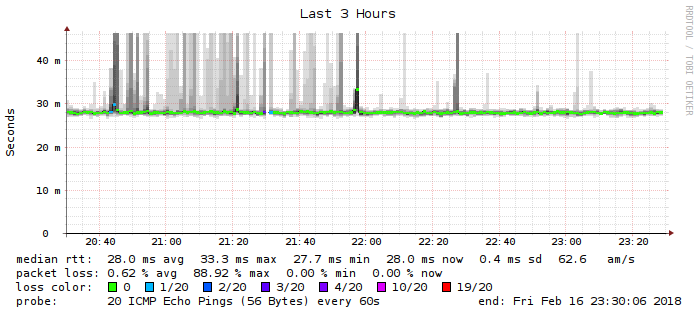 Last 3 Hours
RRDTOOL / TOBI OETIKER
Seconds
40 m
30 m
20 m
10 m
0
20:40 21:00 21:20 21:40 22:00 22:20 22:40 23:00 23:20
median rtt: 28.0 ms avg 33.3 ms max 27.7 ms min 28.0 ms now 0.4 ms sd 62.6 am/s
packet loss: 0.62 % avg 88.92 % max 0.00 % min 0.00 % now
loss color: 0 1/20 2/20 3/20 4/20 10/20 19/20
probe: 20 ICMP Echo Pings (56 Bytes) every 60s end: Fri Feb 16 23:30:06 2018